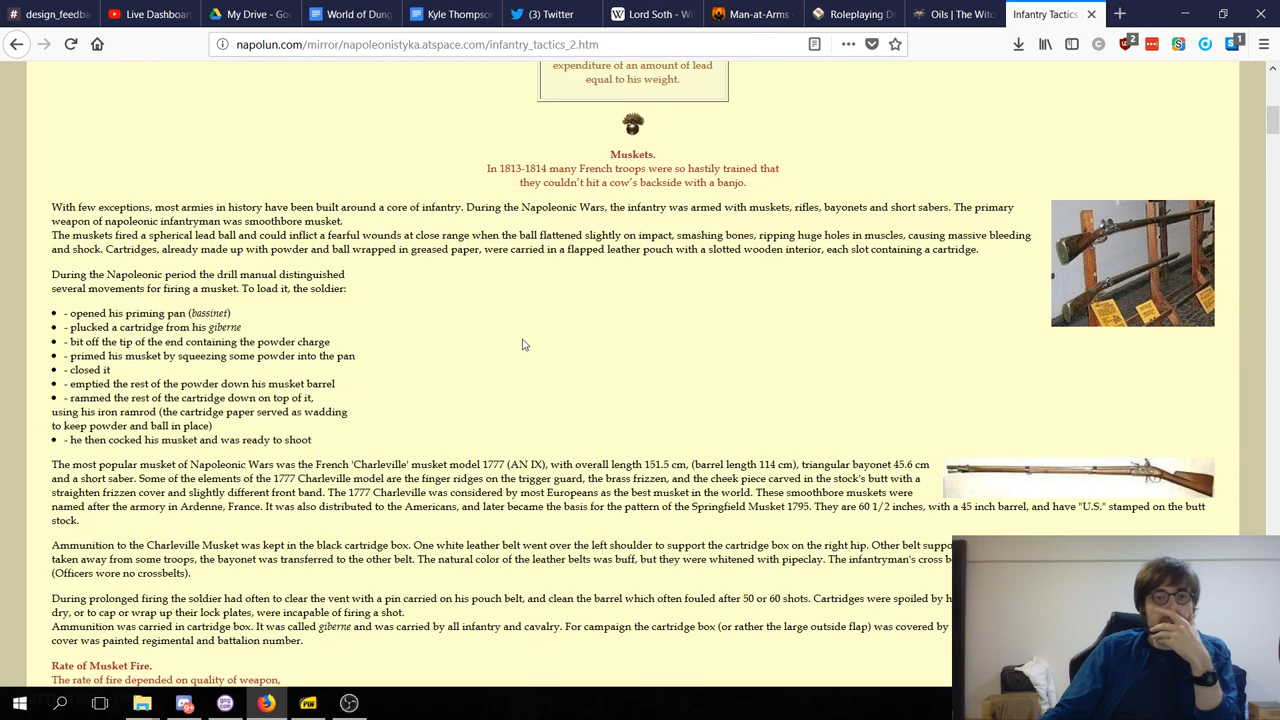 design_feedba
Live Dashboar
My Drive - Goo
World of Dung
Kyle Thompson
(3) Twitter
Lord Soth - Wi
Man-at-Arms -
Roleplaying D
Oils | The Witc
Infantry Tactics -
napolun.com/mirror/napoleonistyka.atspace.com/infantry_tactics_2.htm
2
1
expenditure of an amount of lead
equal to his weight.
Muskets.
In 1813-1814 many French troops were so hastily trained that
they couldn't hit a cow's backside with a banjo.
With few exceptions, most armies in history have been built around a core of infantry. During the Napoleonic Wars, the infantry was armed with muskets, rifles, bayonets and short sabers. The primary
weapon of napoleonic infantryman was smoothbore musket.
The muskets fired a spherical lead ball and could inflict a fearful wounds at close range when the ball flattened slightly on impact, smashing bones, ripping huge holes in muscles, causing massive bleeding
and shock. Cartridges, already made up with powder and ball wrapped in greased paper, were carried in a flapped leather pouch with a slotted wooden interior, each slot containing a cartridge.
During the Napoleonic period the drill manual distinguished
several movements for firing a musket. To load it, the soldier:
• - opened his priming pan (bassinet)
• - plucked a cartridge from his giberne
• - bit off the tip of the end containing the powder charge
• - primed his musket by squeezing some powder into the pan
• - closed it
• - emptied the rest of the powder down his musket barrel
• - rammed the rest of the cartridge down on top of it,
using his iron ramrod (the cartridge paper served as wadding
to keep powder and ball in place)
• - he then cocked his musket and was ready to shoot
The most popular musket of Napoleonic Wars was the French 'Charleville' musket model 1777 (AN IX), with overall length 151.5 cm, (barrel length 114 cm), triangular bayonet 45.6 cm
and a short saber. Some of the elements of the 1777 Charleville model are the finger ridges on the trigger guard, the brass frizzen, and the cheek piece carved in the stock's butt with a
straighten frizzen cover and slightly different front band. The 1777 Charleville was considered by most Europeans as the best musket in the world. These smoothbore muskets were
named after the armory in Ardenne, France. It was also distributed to the Americans, and later became the basis for the pattern of the Springfield Musket 1795. They are 60 1/2 inches, with a 45 inch barrel, and have "U.S." stamped on the butt
stock.
Ammunition to the Charleville Musket was kept in the black cartridge box. One white leather belt went over the left shoulder to support the cartridge box on the right hip. Other belt suppo
taken away from some troops, the bayonet was transferred to the other belt. The natural color of the leather belts was buff, but they were whitened with pipeclay. The infantryman's cross b
(Officers wore no crossbelts).
During prolonged firing the soldier had often to clear the vent with a pin carried on his pouch belt, and clean the barrel which often fouled after 50 or 60 shots. Cartridges were spoiled by h
dry, or to cap or wrap up their lock plates, were incapable of firing a shot.
Ammunition was carried in cartridge box. It was called giberne and was carried by all infantry and cavalry. For campaign the cartridge box (or rather the large outside flap) was covered by
cover was painted regimental and battalion number.
Rate of Musket Fire.
The rate of fire depended on quality of weapon,
PDF